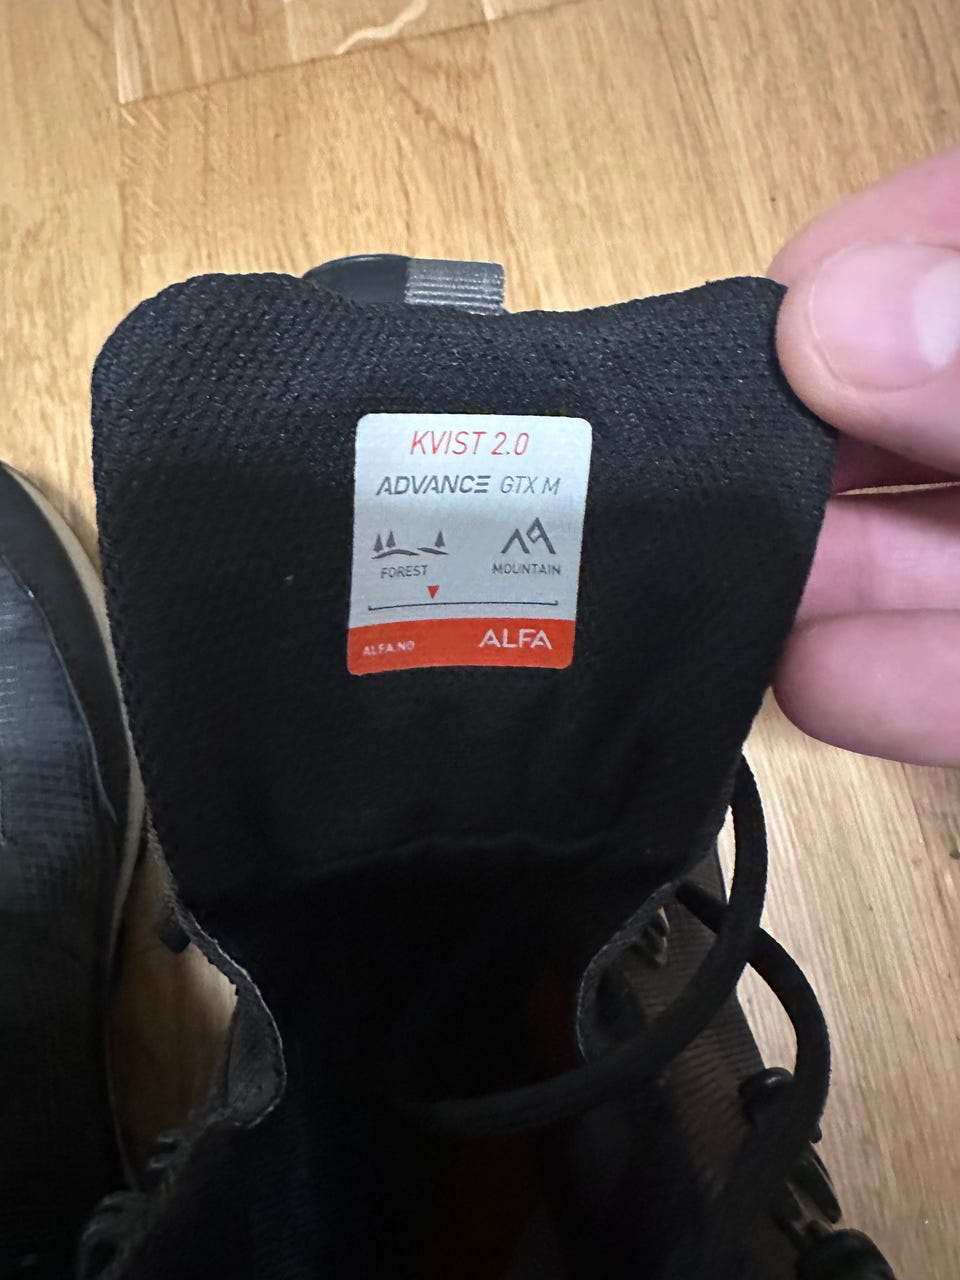 KVIST 2.0
ADVANCE GTX M
FOREST MOUNTAIN
ALFA.NO ALFA